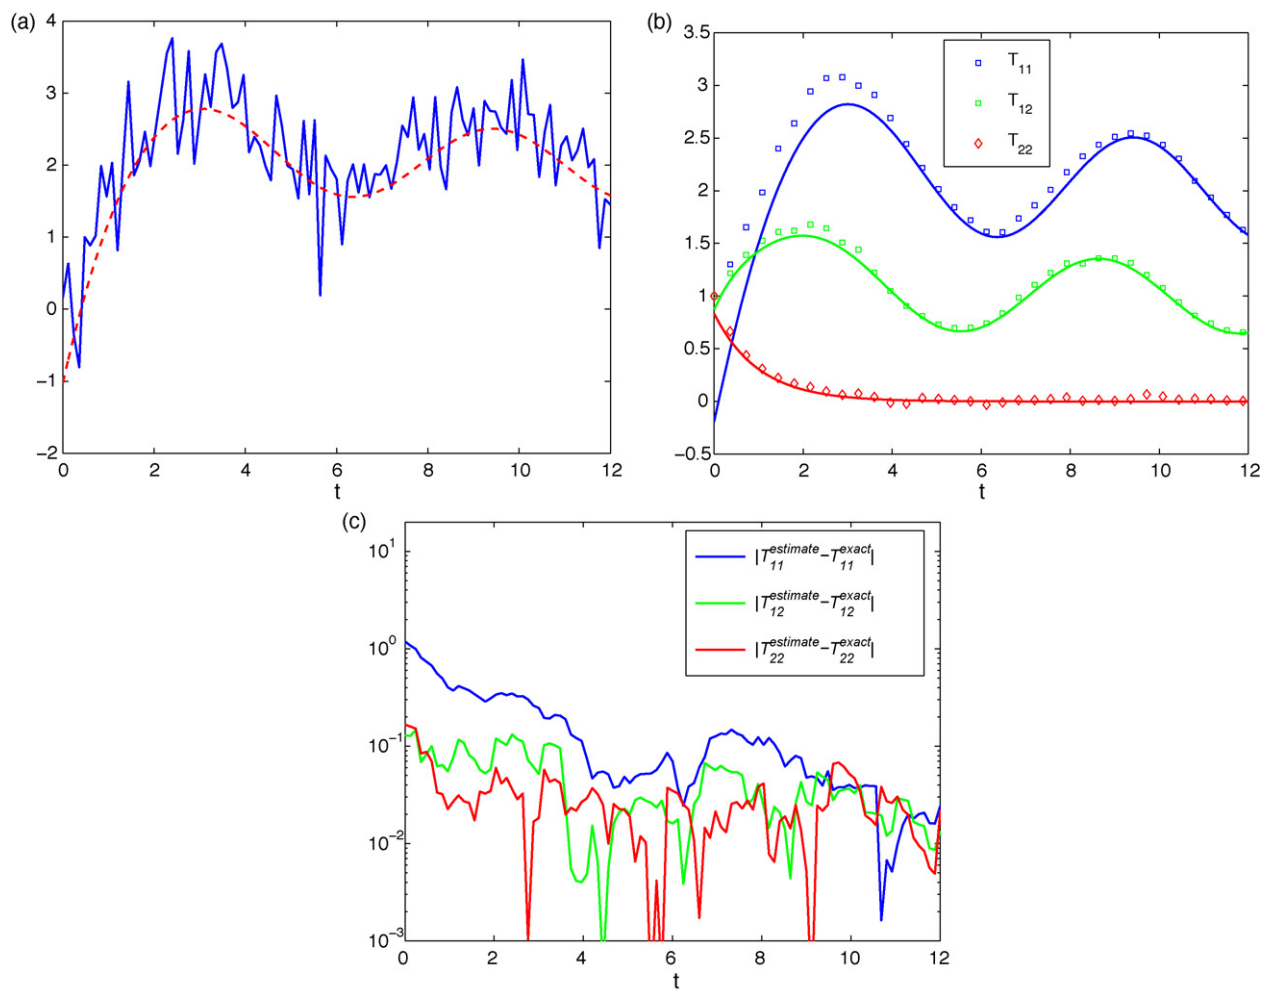 (a)
4
3
2
1
0
−1
−2
0 2 4 6 8 10 12
t
(b)
3.5
3
2.5
2
1.5
1
0.5
0
−0.5
0 2 4 6 8 10 12
t
T11
T12
T22
(c)
10^1
10^0
10^−1
10^−2
10^−3
0 2 4 6 8 10 12
t
|T11^estimate−T11^exact|
|T12^estimate−T12^exact|
|T22^estimate−T22^exact|